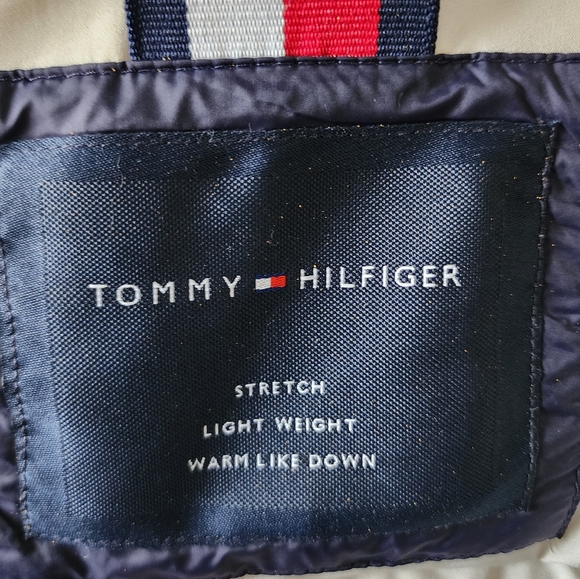 TOMMY HILFIGER
STRETCH
LIGHT WEIGHT
WARM LIKE DOWN